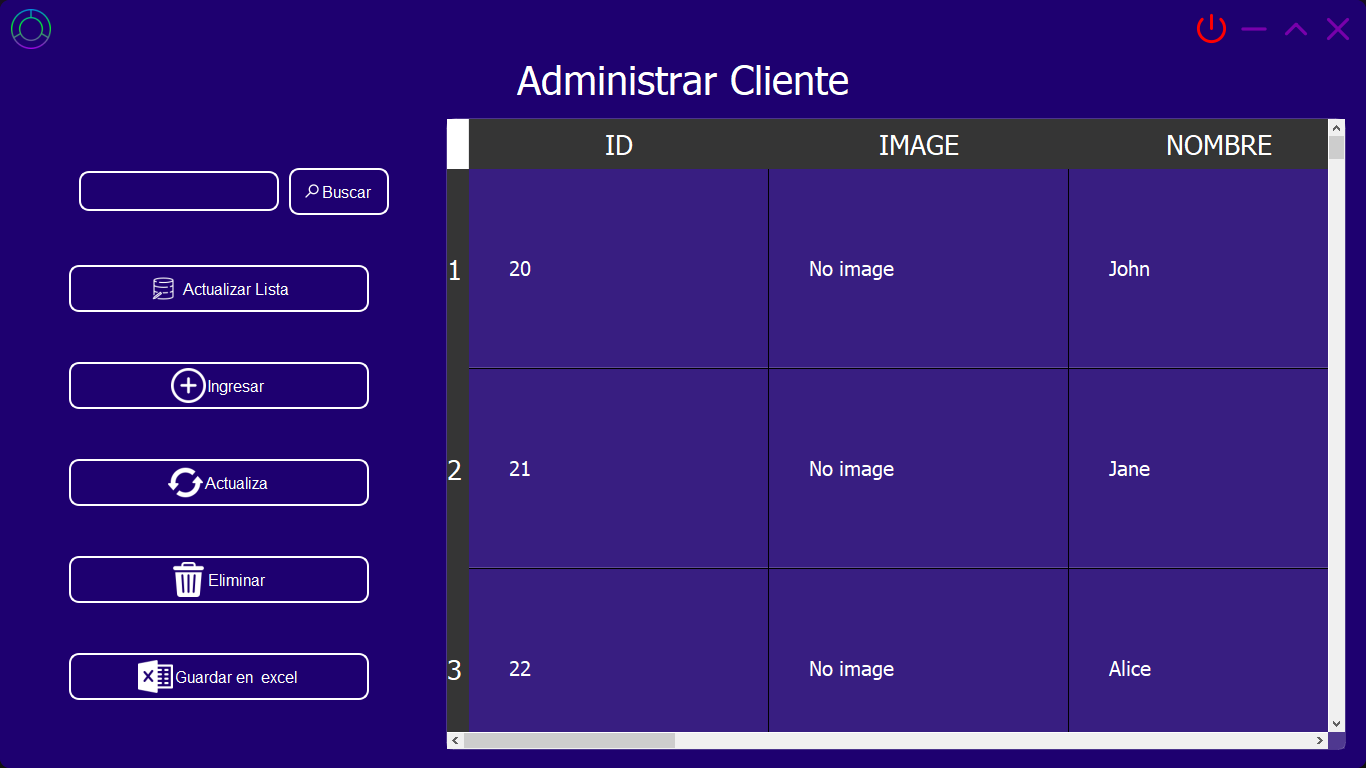 Administrar Cliente
Buscar
Actualizar Lista
Ingresar
Actualiza
Eliminar
Guardar en excel
ID IMAGE NOMBRE
1 20 No image John
2 21 No image Jane
3 22 No image Alice